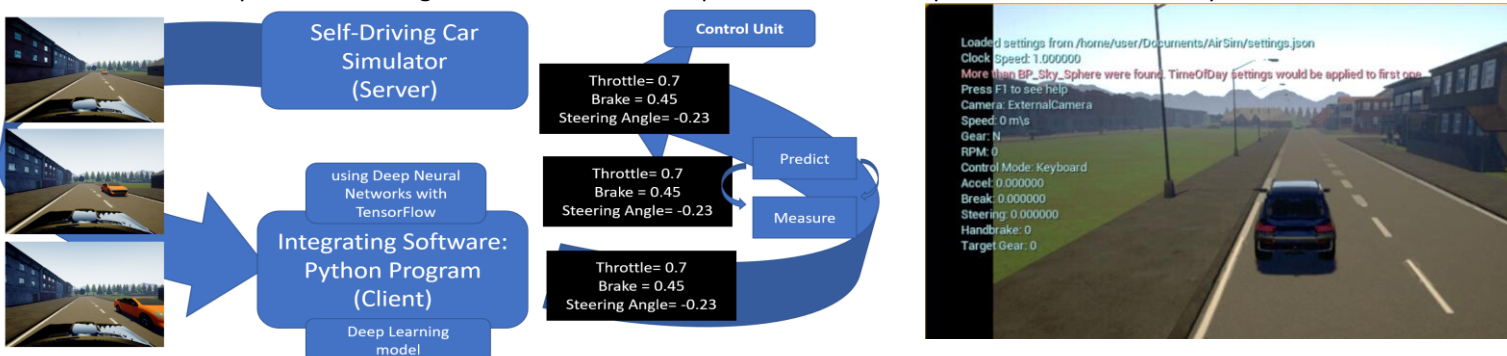 Self-Driving Car
Simulator
(Server)
using Deep Neural
Networks with
TensorFlow
Integrating Software:
Python Program
(Client)
Deep Learning
model
Control Unit
Throttle= 0.7
Brake = 0.45
Steering Angle= -0.23
Throttle= 0.7
Brake = 0.45
Steering Angle= -0.23
Throttle= 0.7
Brake = 0.45
Steering Angle= -0.23
Predict
Measure
Loaded settings from /home/user/Documents/AirSim/settings.json
Clock Speed: 1.000000
More than BP_Sky_Sphere were found. TimeOfDay settings would be applied to first one.
Press F1 to see help
Camera: ExternalCamera
Speed: 0 m\s
Gear: N
RPM: 0
Control Mode: Keyboard
Accel: 0.000000
Break: 0.000000
Steering: 0.000000
Handbrake: 0
Target Gear: 0